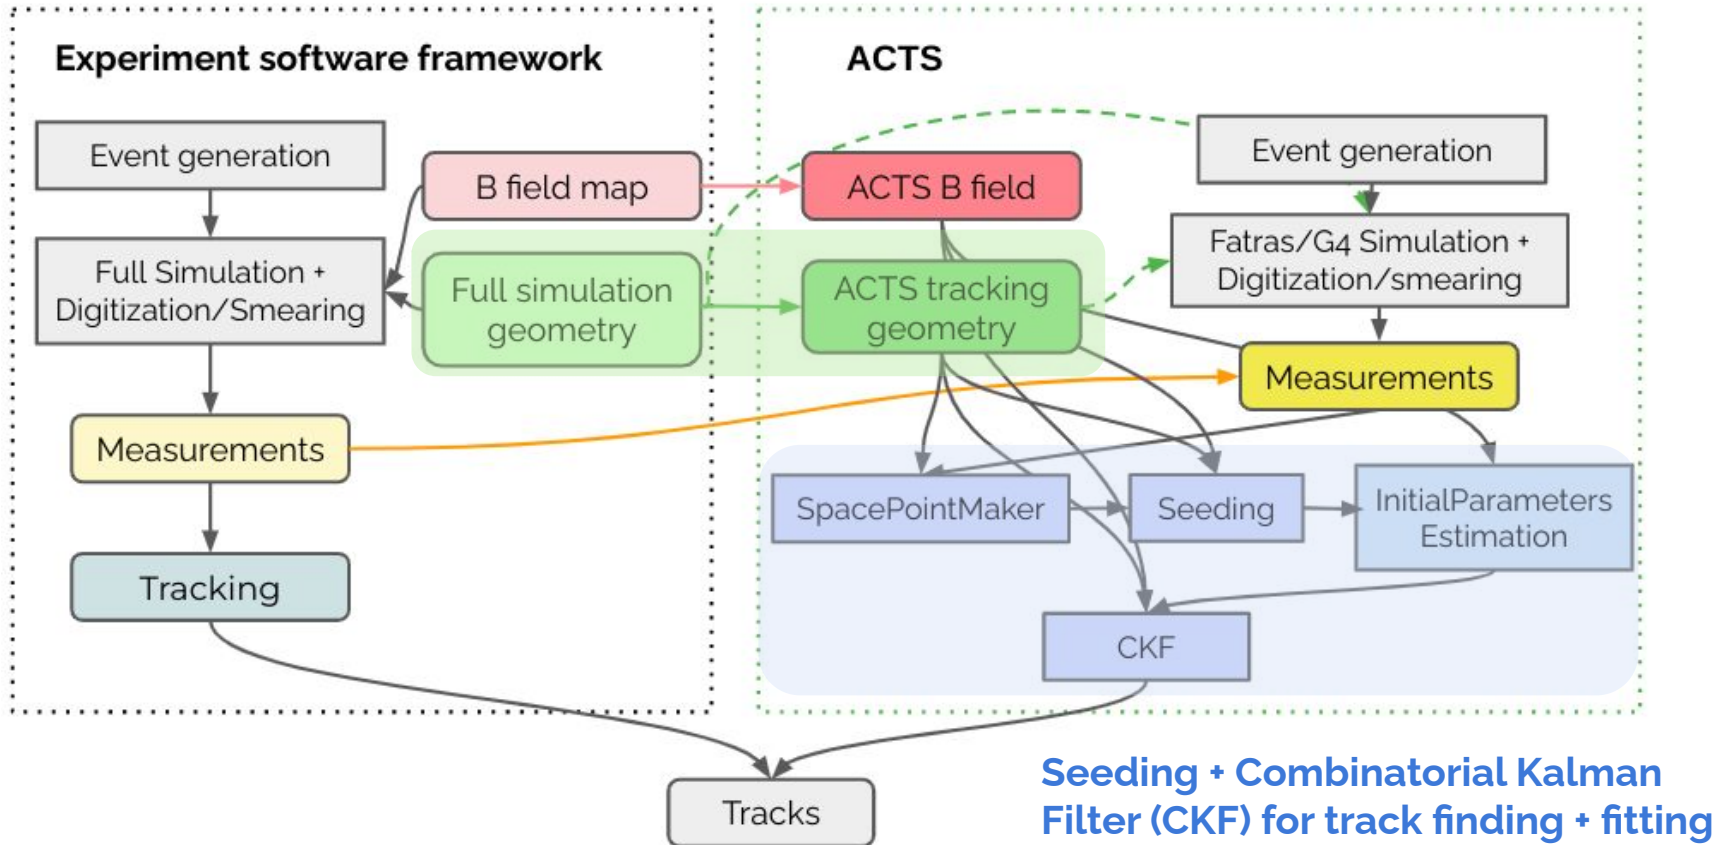 Experiment software framework
Event generation
B field map
Full Simulation +
Digitization/Smearing
Full simulation
geometry
Measurements
Tracking
ACTS
ACTS B field
Event generation
ACTS tracking
geometry
Fatras/G4 Simulation +
Digitization/smearing
Measurements
SpacePointMaker
Seeding
InitialParameters
Estimation
CKF
Tracks
Seeding + Combinatorial Kalman
Filter (CKF) for track finding + fitting